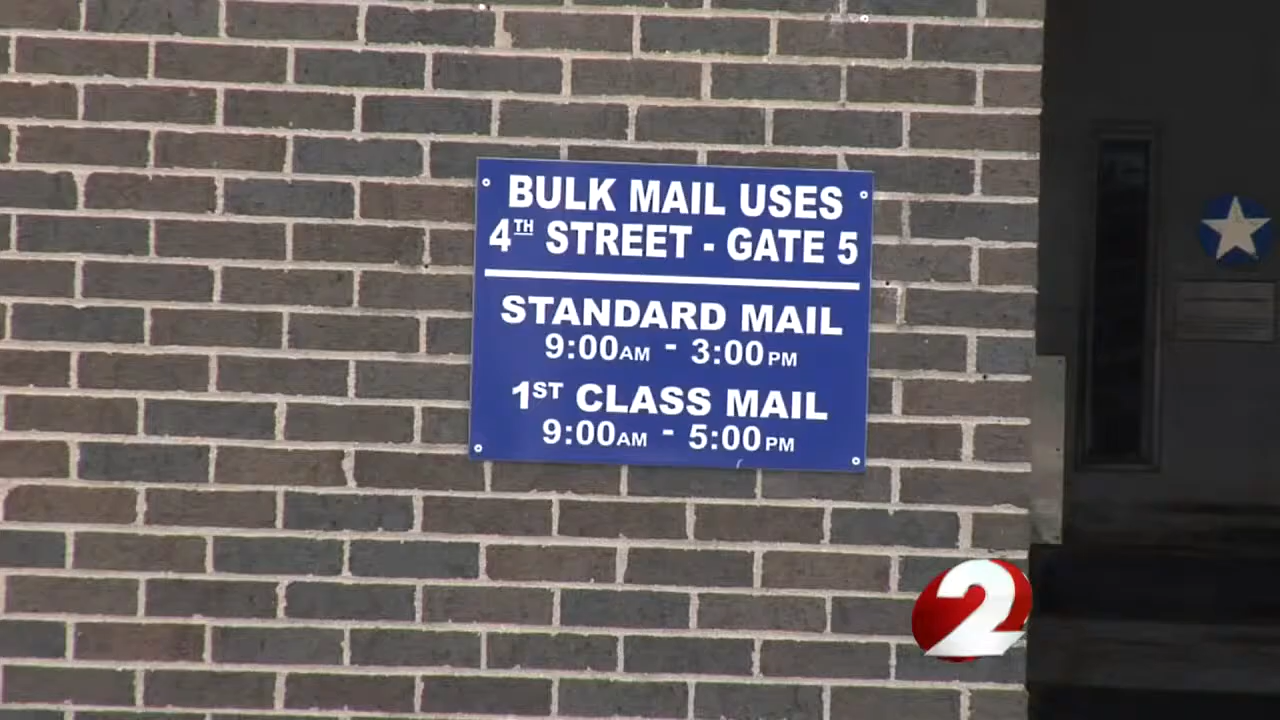 BULK MAIL USES
4TH STREET - GATE 5
STANDARD MAIL
9:00AM - 3:00PM
1ST CLASS MAIL
9:00AM - 5:00PM
2